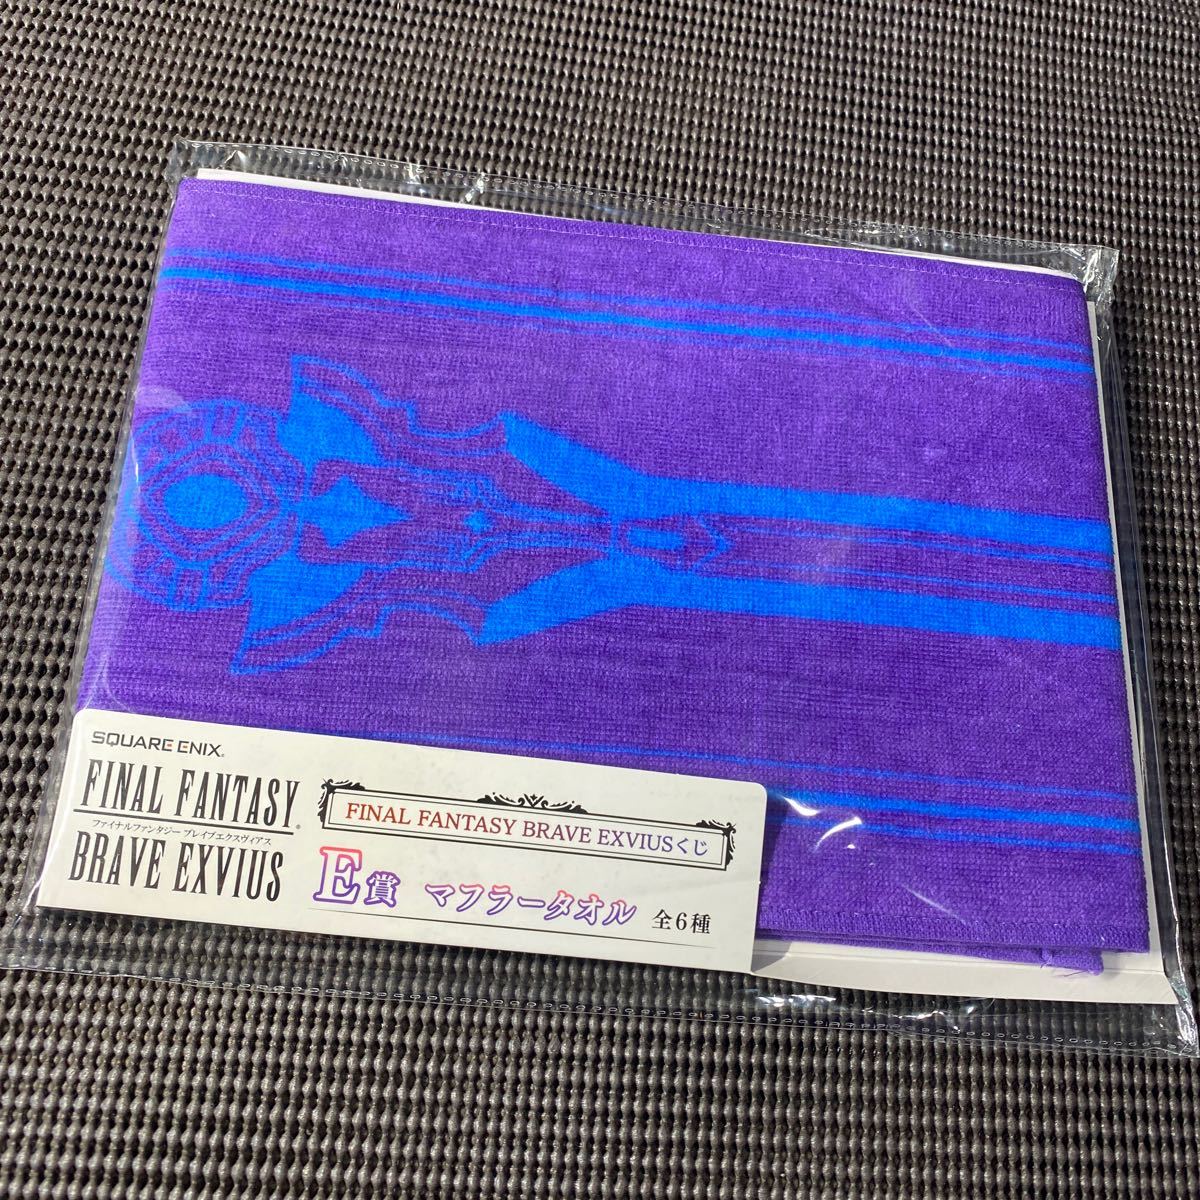 SQUARE ENIX®
FINAL FANTASY®
ファイナルファンタジー ブレイブエクスヴィアス
BRAVE EXVIUS
FINAL FANTASY BRAVE EXVIUSくじ
E賞 マフラータオル 全6種